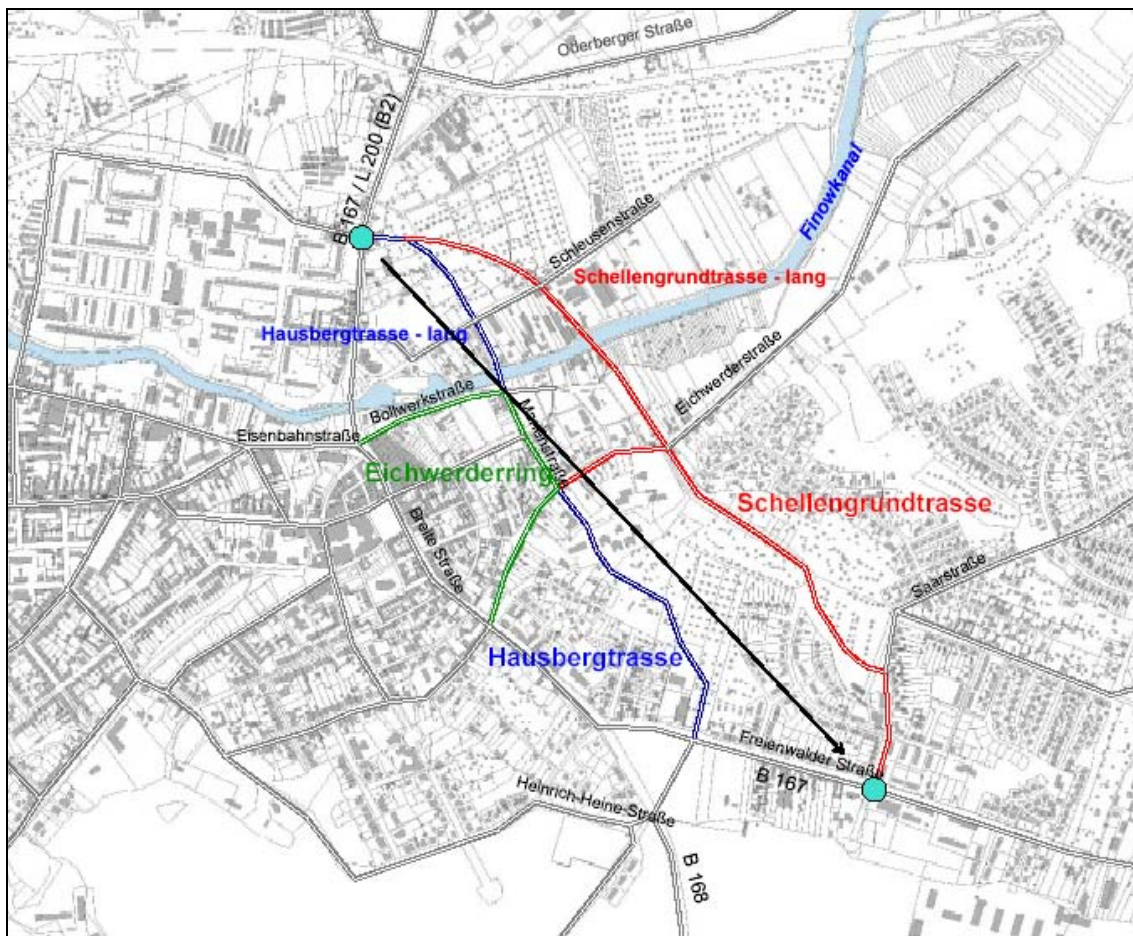 Oderberger Straße
B 167 / L 200 (B2)
Finowkanal
Schleusenstraße
Schellengrundtrasse - lang
Hausbergtrasse - lang
Eichwerderstraße
Bollwerkstraße
Marienstraße
Eisenbahnstraße
Eichwerderring
Schellengrundtrasse
Breite Straße
Saarstraße
Hausbergtrasse
Freienwalder Straße
B 167
Heinrich-Heine-Straße
B 168